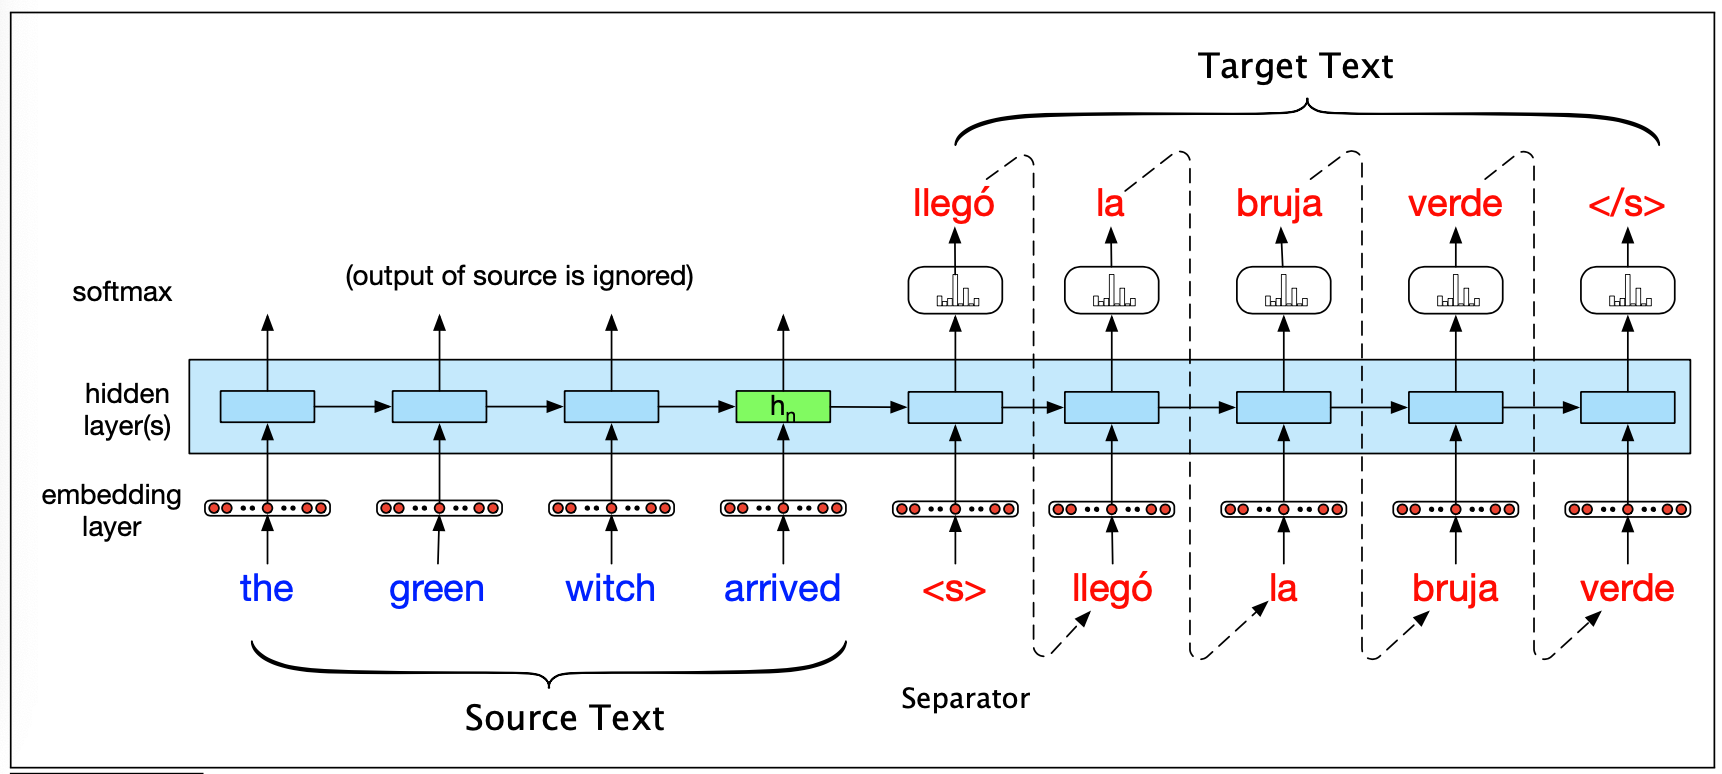 Target Text
llegó la bruja verde </s>
softmax
(output of source is ignored)
hidden
layer(s)
hn
embedding
layer
the green witch arrived <s> llegó la bruja verde
Separator
Source Text